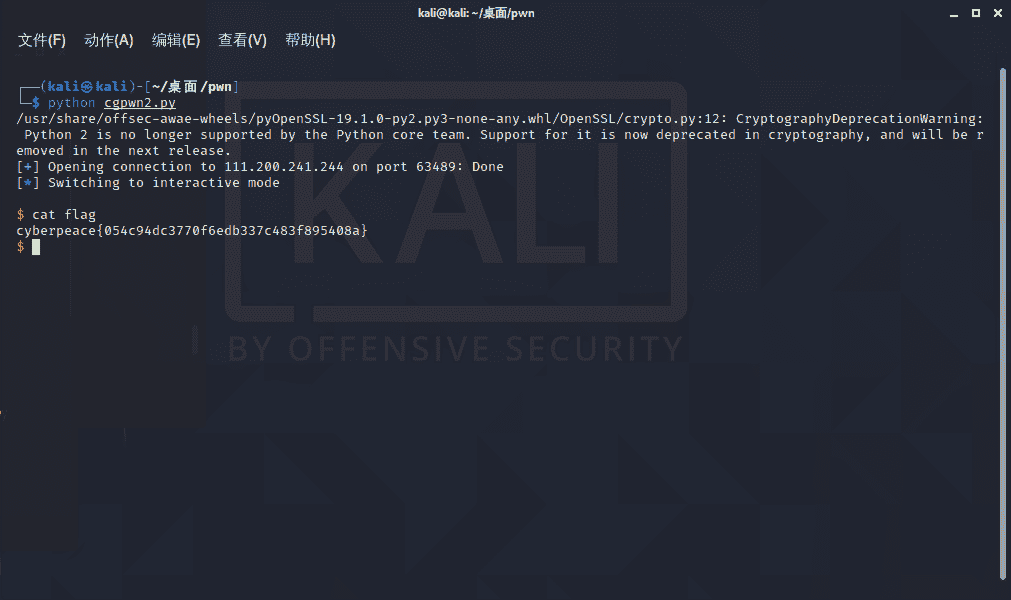 kali@kali: ~/桌面/pwn
文件(F) 动作(A) 编辑(E) 查看(V) 帮助(H)
┌──(kali㉿kali)-[~/桌面/pwn]
└─$ python cgpwn2.py
/usr/share/offsec-awae-wheels/pyOpenSSL-19.1.0-py2.py3-none-any.whl/OpenSSL/crypto.py:12: CryptographyDeprecationWarning:
Python 2 is no longer supported by the Python core team. Support for it is now deprecated in cryptography, and will be r
emoved in the next release.
[+] Opening connection to 111.200.241.244 on port 63489: Done
[*] Switching to interactive mode
$ cat flag
cyberpeace{054c94dc3770f6edb337c483f895408a}
$
KALI
BY OFFENSIVE SECURITY